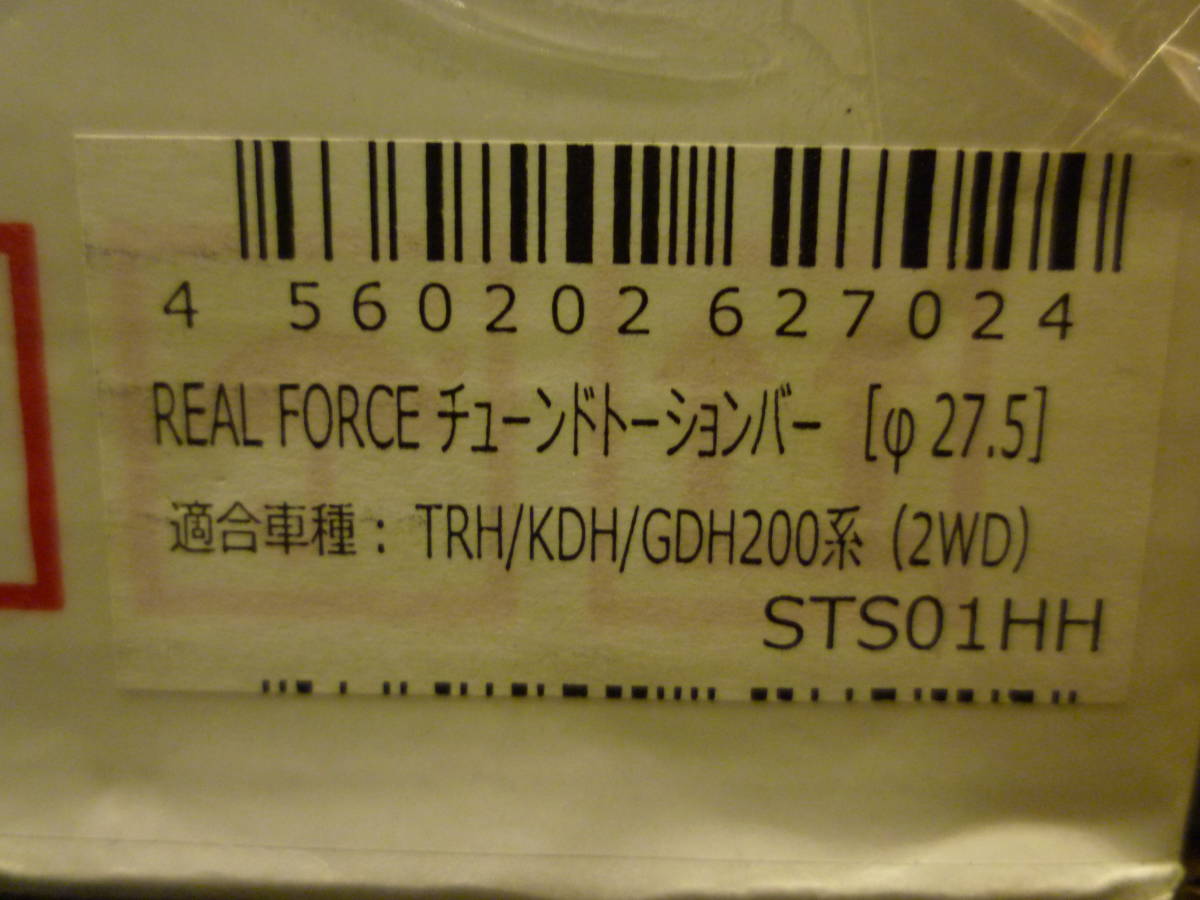 4 560202 627024
REAL FORCE チューンドトーションバー [φ 27.5]
適合車種： TRH/KDH/GDH200系 (2WD)
STS01HH